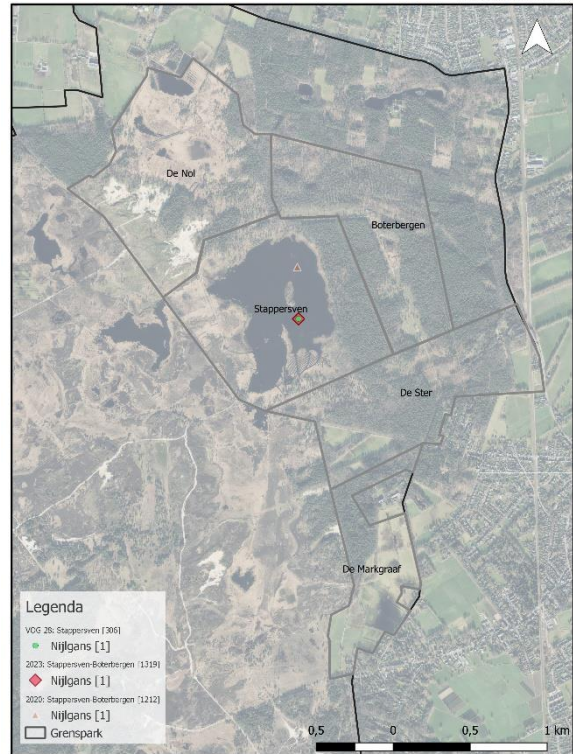 De Nol
Boterbergen
Stappersven
De Ster
De Markgraaf
Legenda
VOG 28: Stappersven [306]
Nijlgans [1]
2023: Stappersven-Boterbergen [1319]
Nijlgans [1]
2020: Stappersven-Boterbergen [1212]
Nijlgans [1]
Grenspark
0,5 0 0,5 1 km